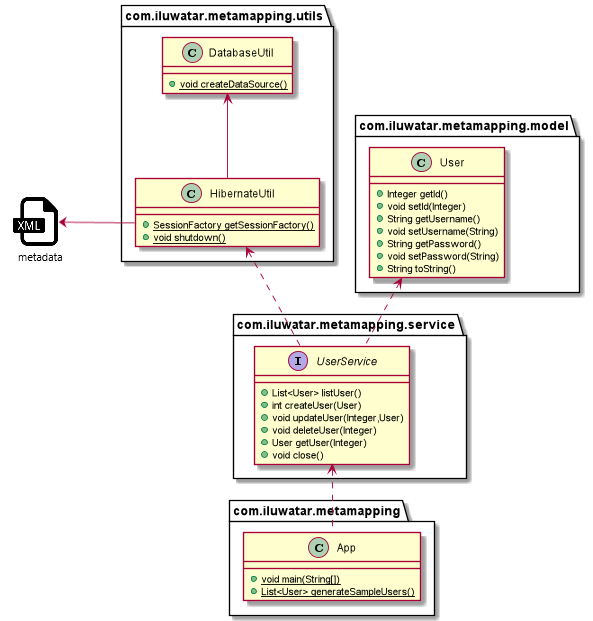 com.iluwatar.metamapping.utils
C DatabaseUtil
void createDataSource()
C HibernateUtil
SessionFactory getSessionFactory()
void shutdown()
XML
metadata
com.iluwatar.metamapping.model
C User
Integer getId()
void setId(Integer)
String getUsername()
void setUsername(String)
String getPassword()
void setPassword(String)
String toString()
com.iluwatar.metamapping.service
I UserService
List<User> listUser()
int createUser(User)
void updateUser(Integer,User)
void deleteUser(Integer)
User getUser(Integer)
void close()
com.iluwatar.metamapping
C App
void main(String[])
List<User> generateSampleUsers()